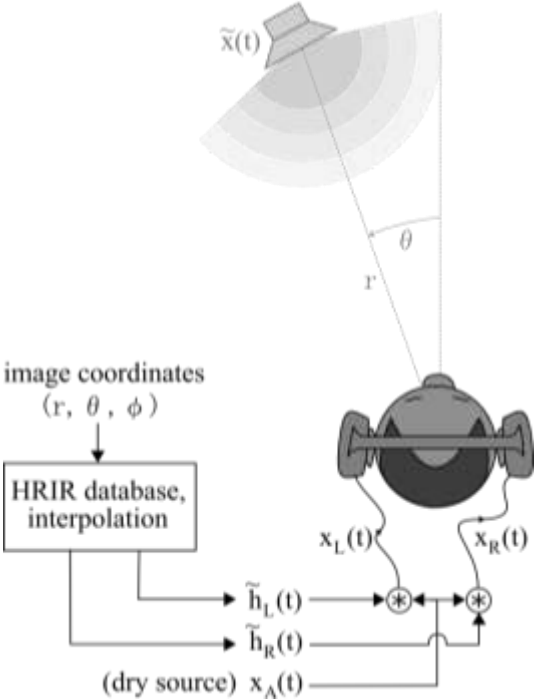 x̃(t)
θ
r
image coordinates
(r, θ, ϕ)
HRIR database,
interpolation
x_L(t)
x_R(t)
h̃_L(t)
h̃_R(t)
(dry source) x_A(t)